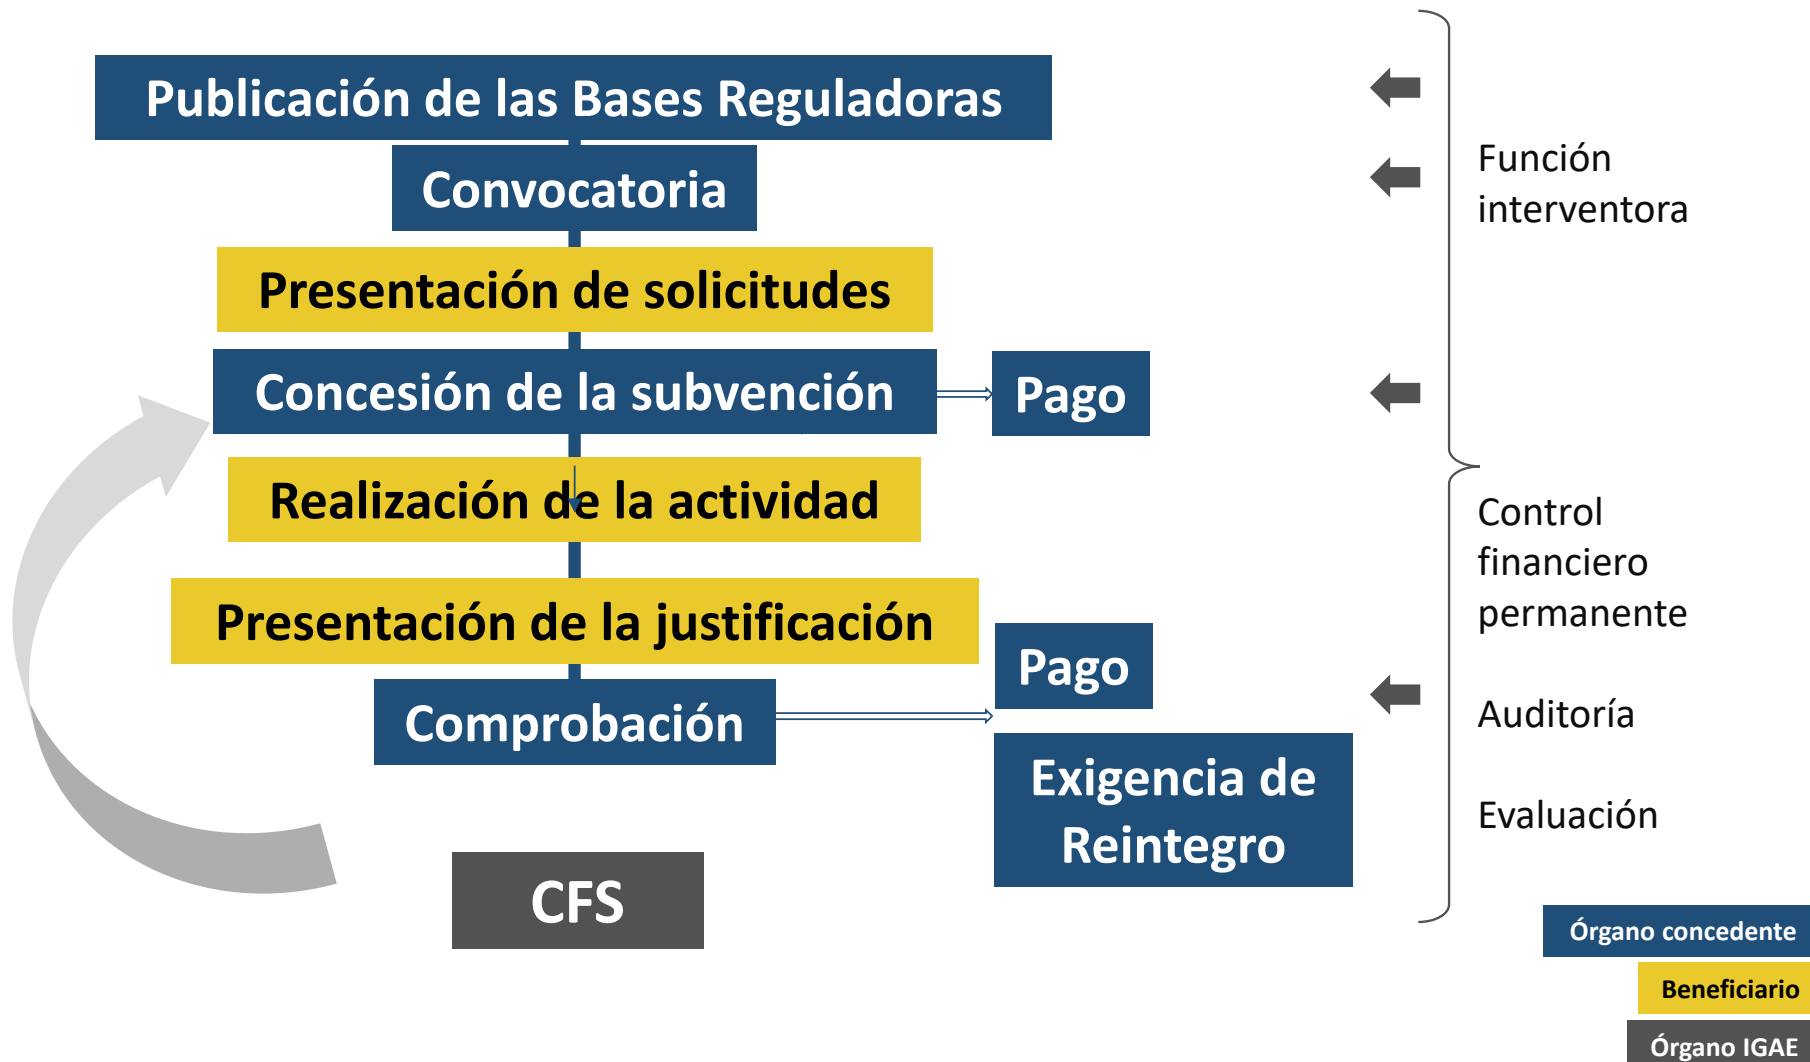 Publicación de las Bases Reguladoras
Convocatoria
Presentación de solicitudes
Concesión de la subvención
Pago
Realización de la actividad
Presentación de la justificación
Pago
Comprobación
Exigencia de
Reintegro
CFS
Función
interventora
Control
financiero
permanente
Auditoría
Evaluación
Órgano concedente
Beneficiario
Órgano IGAE